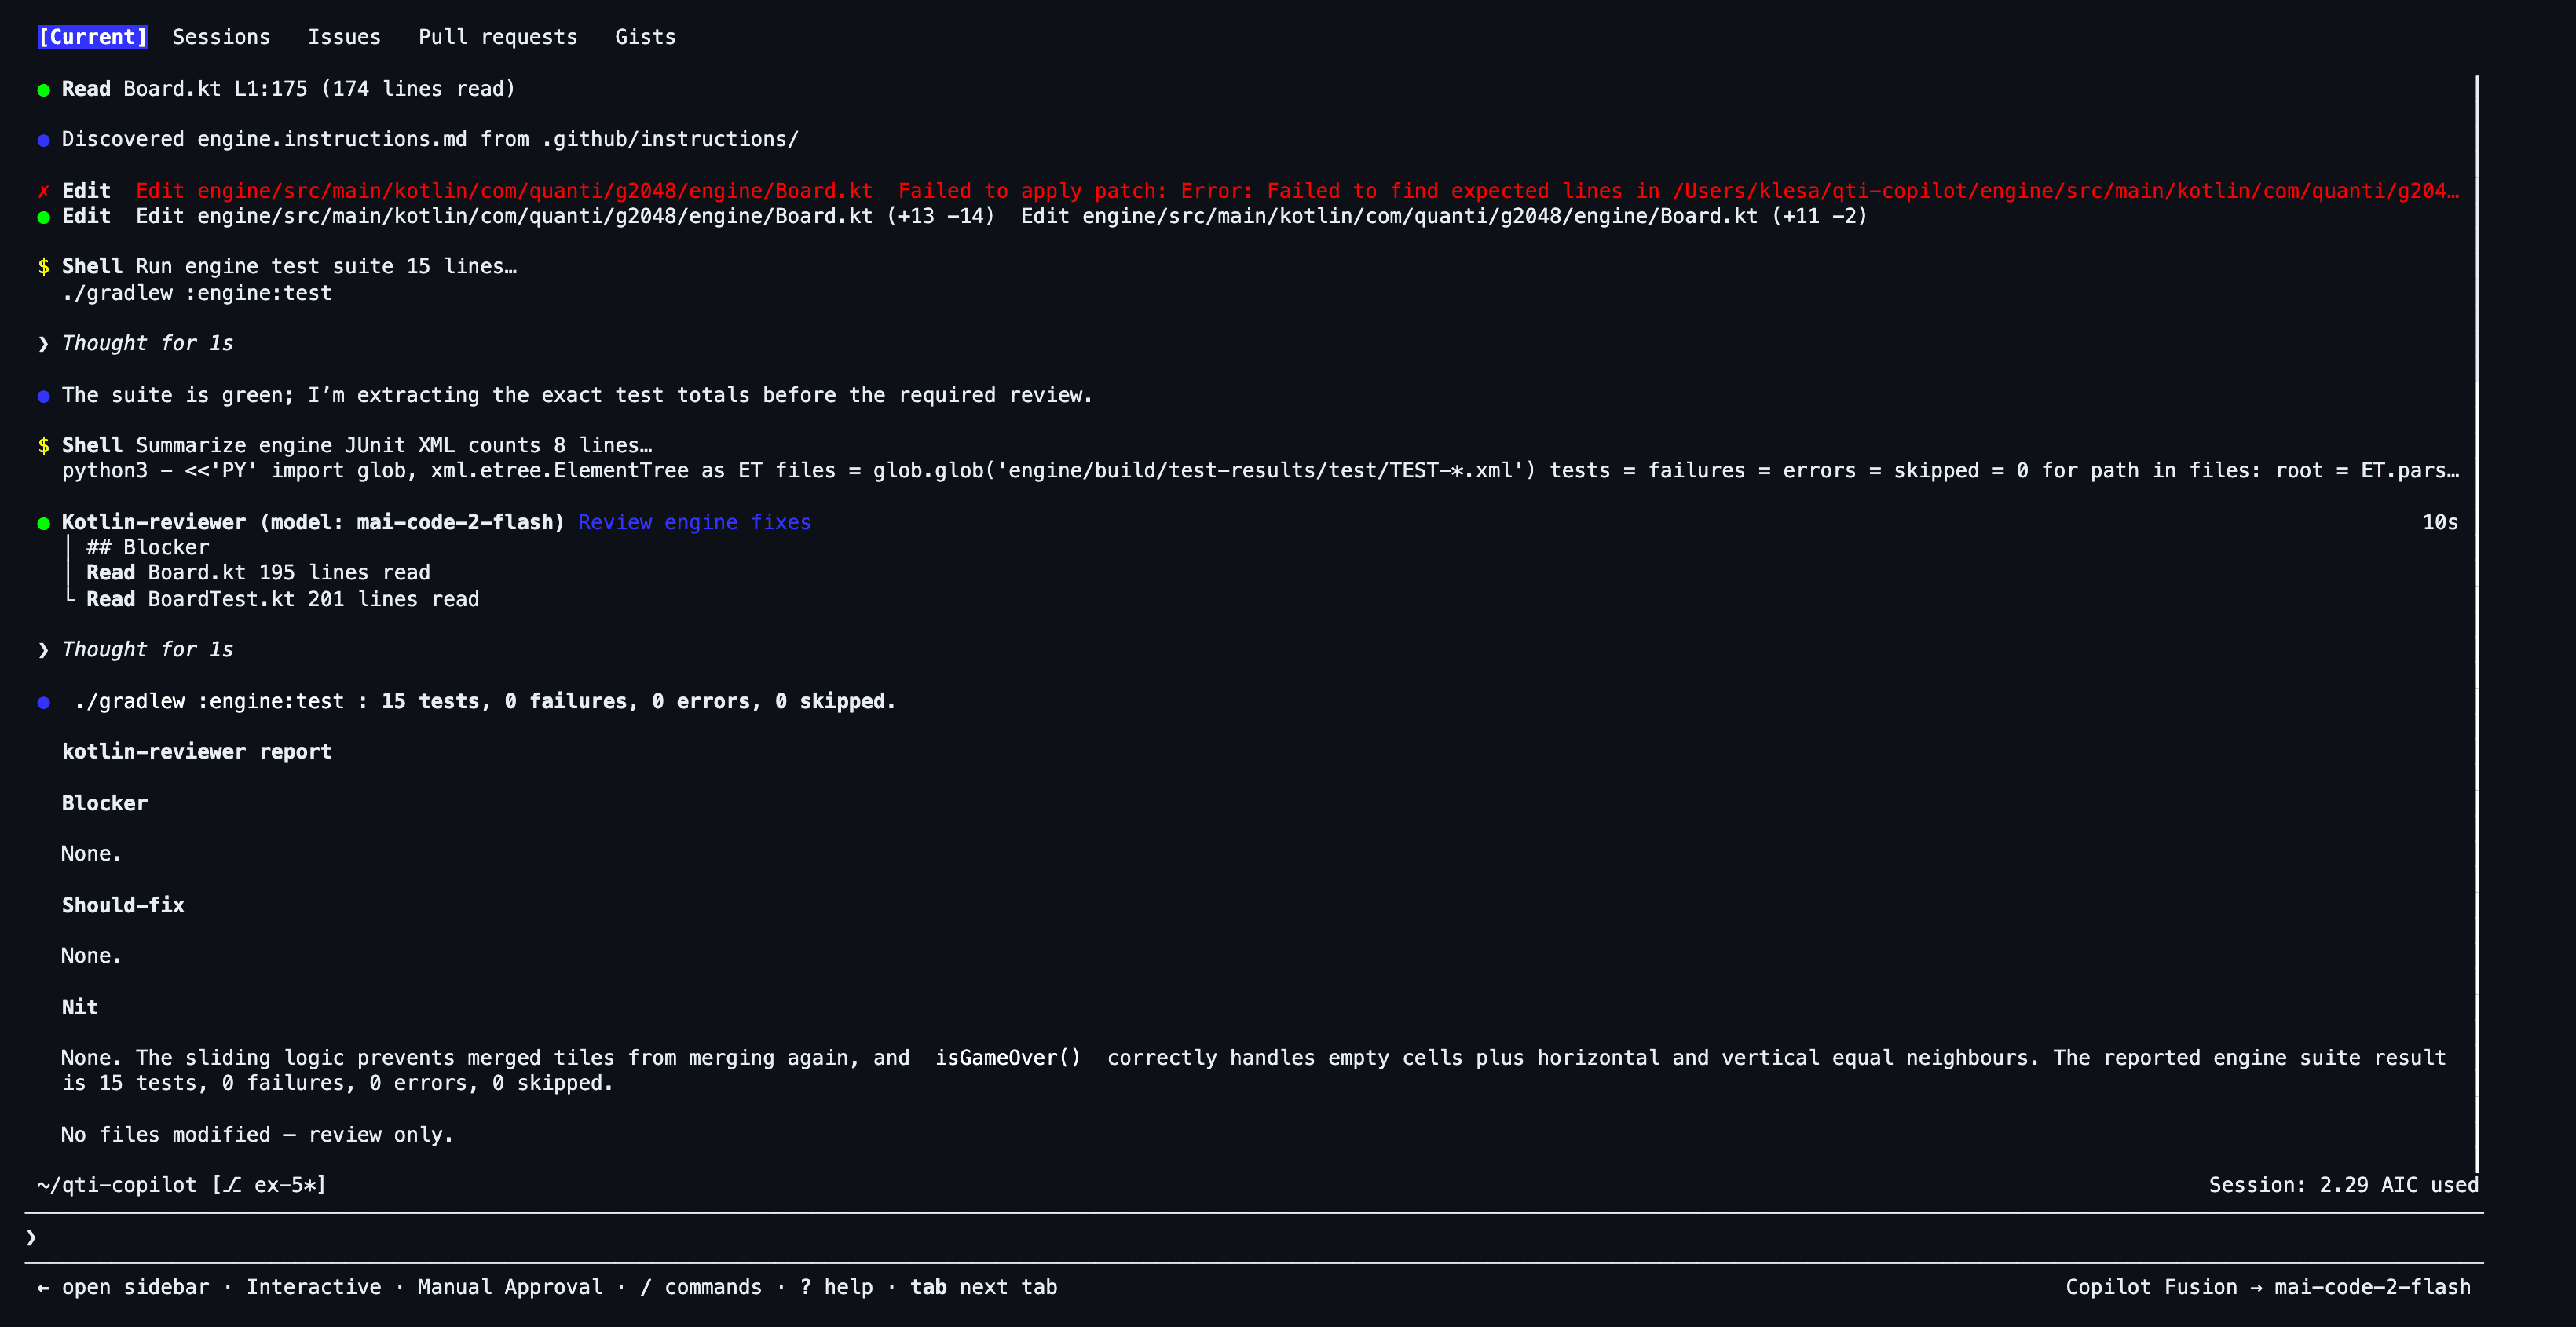 [Current] Sessions Issues Pull requests Gists
● Read Board.kt L1:175 (174 lines read)
● Discovered engine.instructions.md from .github/instructions/
✗ Edit Edit engine/src/main/kotlin/com/quanti/g2048/engine/Board.kt Failed to apply patch: Error: Failed to find expected lines in /Users/klesa/qti-copilot/engine/src/main/kotlin/com/quanti/g204…
● Edit Edit engine/src/main/kotlin/com/quanti/g2048/engine/Board.kt (+13 −14) Edit engine/src/main/kotlin/com/quanti/g2048/engine/Board.kt (+11 −2)
$ Shell Run engine test suite 15 lines…
./gradlew :engine:test
❯ Thought for 1s
● The suite is green; I’m extracting the exact test totals before the required review.
$ Shell Summarize engine JUnit XML counts 8 lines…
python3 - <<'PY' import glob, xml.etree.ElementTree as ET files = glob.glob('engine/build/test-results/test/TEST-*.xml') tests = failures = errors = skipped = 0 for path in files: root = ET.pars…
● Kotlin-reviewer (model: mai-code-2-flash) Review engine fixes 10s
│ ## Blocker
│ Read Board.kt 195 lines read
└ Read BoardTest.kt 201 lines read
❯ Thought for 1s
● ./gradlew :engine:test : 15 tests, 0 failures, 0 errors, 0 skipped.
kotlin-reviewer report
Blocker
None.
Should-fix
None.
Nit
None. The sliding logic prevents merged tiles from merging again, and isGameOver() correctly handles empty cells plus horizontal and vertical equal neighbours. The reported engine suite result
is 15 tests, 0 failures, 0 errors, 0 skipped.
No files modified — review only.
~/qti-copilot [⎇ ex-5*] Session: 2.29 AIC used
❯
← open sidebar · Interactive · Manual Approval · / commands · ? help · tab next tab Copilot Fusion → mai-code-2-flash